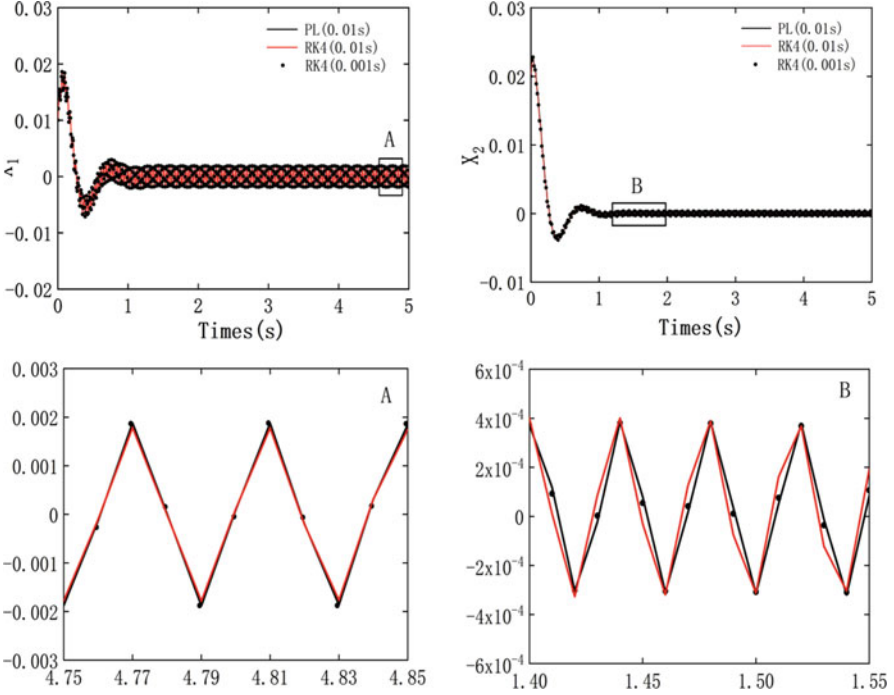 0.03
0.02
0.01
0
-0.01
-0.02
X1
PL(0.01s)
RK4(0.01s)
RK4(0.001s)
A
0 1 2 3 4 5
Times(s)
0.03
0.02
0.01
0
-0.01
X2
PL(0.01s)
RK4(0.01s)
RK4(0.001s)
B
0 1 2 3 4 5
Times(s)
0.003
0.002
0.001
0
-0.001
-0.002
-0.003
A
4.75 4.77 4.79 4.81 4.83 4.85
6x10-4
4x10-4
2x10-4
0
-2x10-4
-4x10-4
-6x10-4
B
1.40 1.45 1.50 1.55